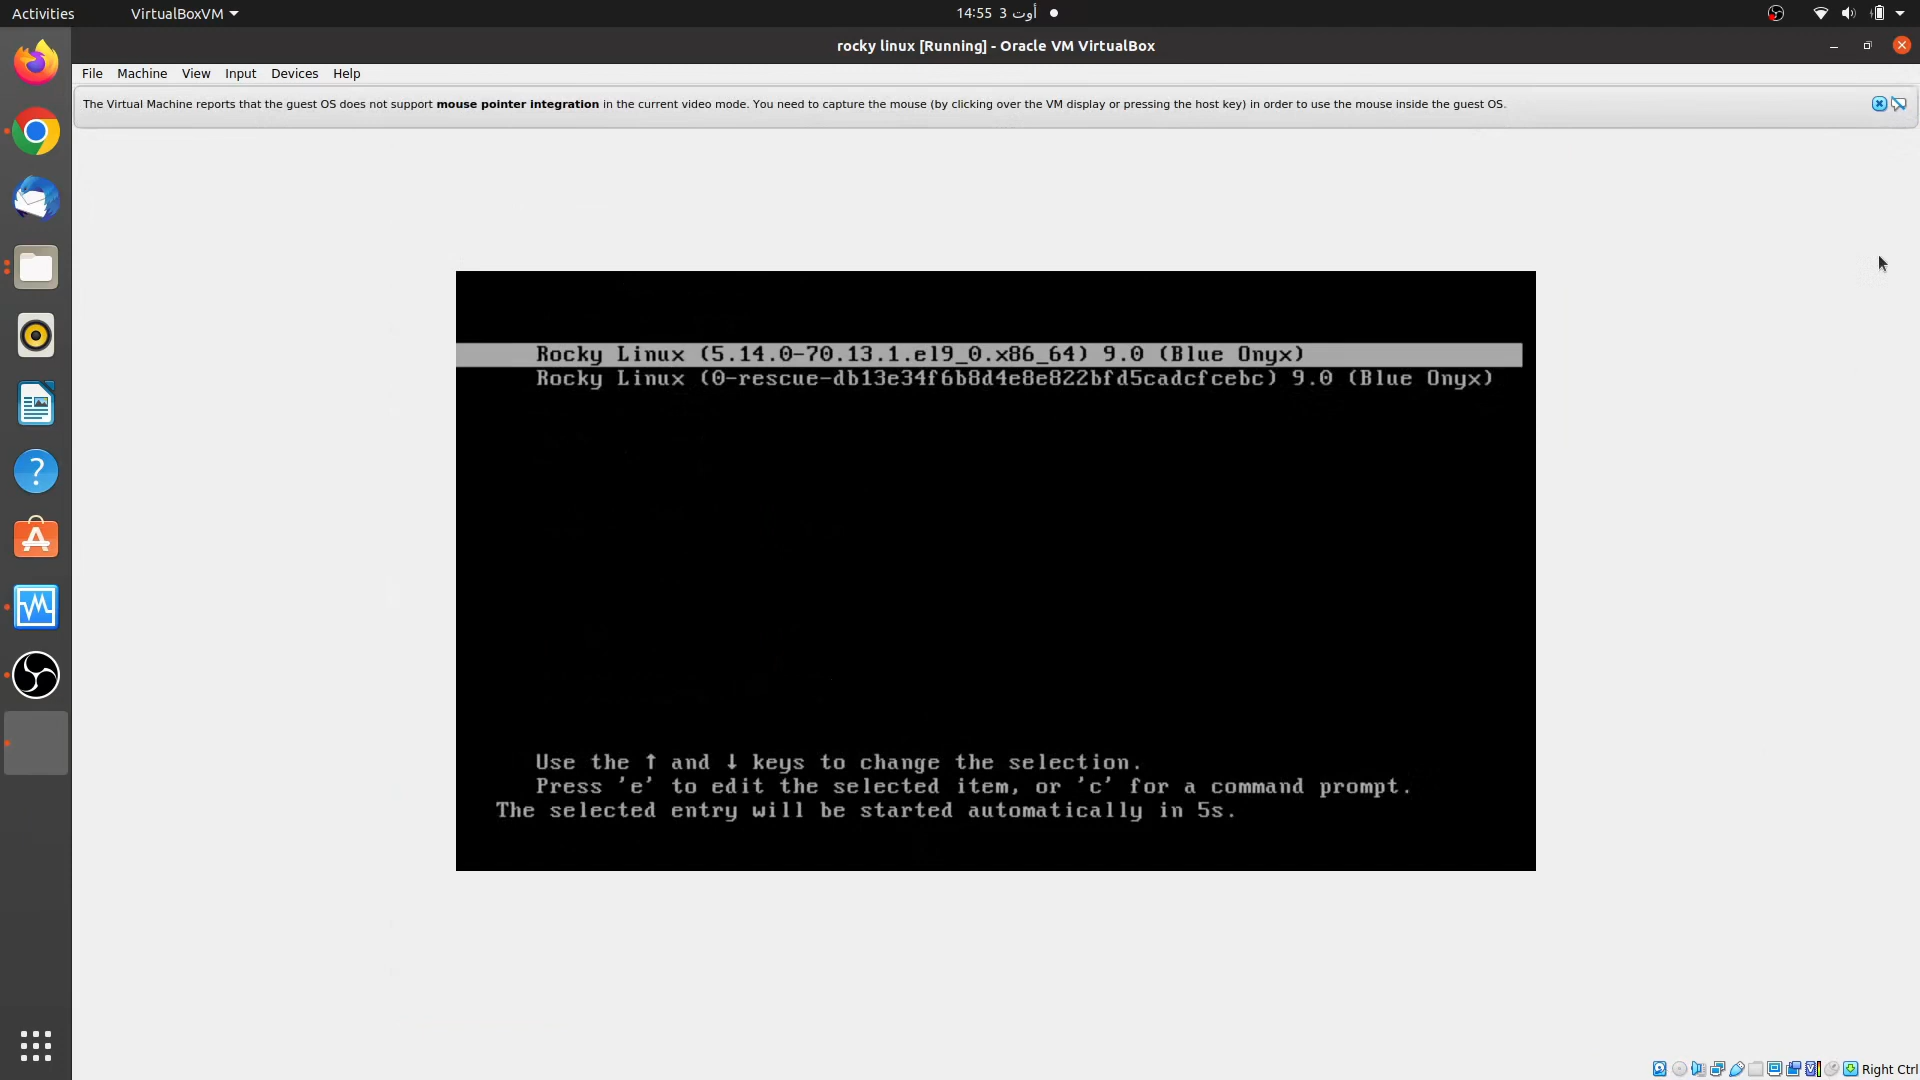 Activities
VirtualBoxVM
14:55 3 أوت
rocky linux [Running] - Oracle VM VirtualBox
File Machine View Input Devices Help
The Virtual Machine reports that the guest OS does not support mouse pointer integration in the current video mode. You need to capture the mouse (by clicking over the VM display or pressing the host key) in order to use the mouse inside the guest OS.
Rocky Linux (5.14.0-70.13.1.el9_0.x86_64) 9.0 (Blue Onyx)
Rocky Linux (0-rescue-db13e34f6b8d4e8e822bfd5cadcfcebc) 9.0 (Blue Onyx)
Use the ↑ and ↓ keys to change the selection.
Press 'e' to edit the selected item, or 'c' for a command prompt.
The selected entry will be started automatically in 5s.
Right Ctrl